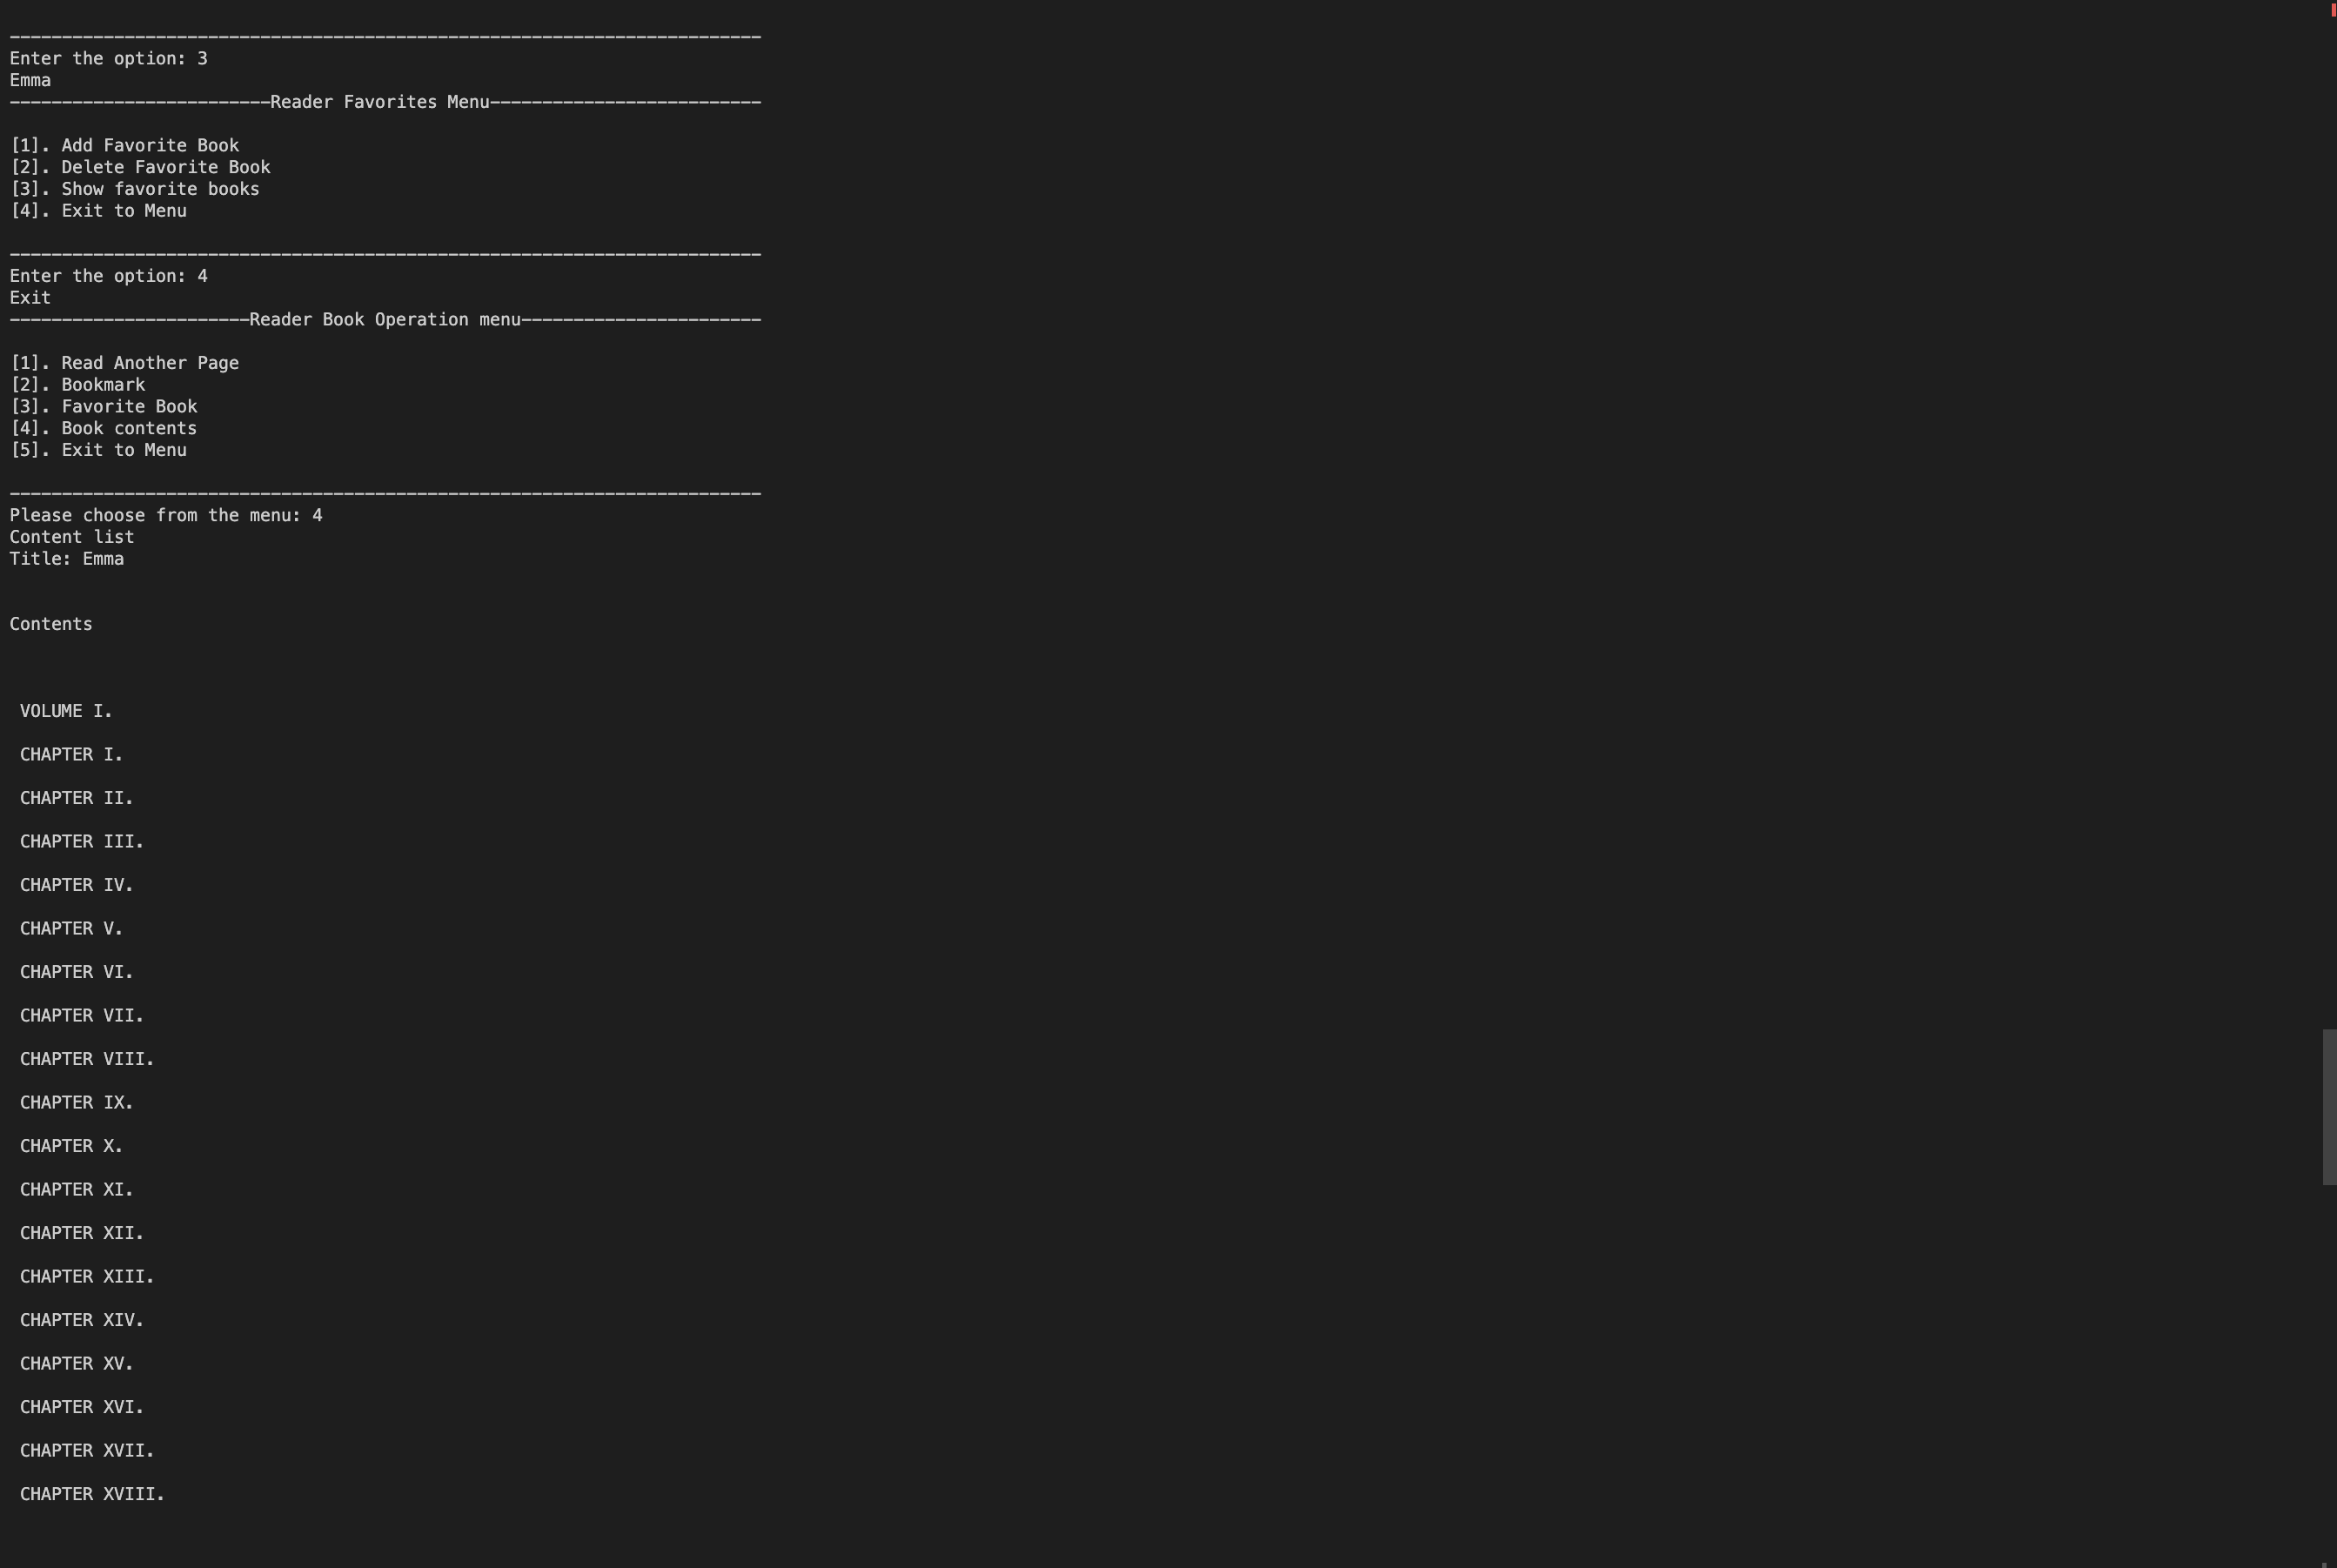 ------------------------------------------------------------------------
Enter the option: 3
Emma
-------------------------Reader Favorites Menu--------------------------
[1]. Add Favorite Book
[2]. Delete Favorite Book
[3]. Show favorite books
[4]. Exit to Menu
------------------------------------------------------------------------
Enter the option: 4
Exit
-----------------------Reader Book Operation menu-----------------------
[1]. Read Another Page
[2]. Bookmark
[3]. Favorite Book
[4]. Book contents
[5]. Exit to Menu
------------------------------------------------------------------------
Please choose from the menu: 4
Content list
Title: Emma
Contents
VOLUME I.
CHAPTER I.
CHAPTER II.
CHAPTER III.
CHAPTER IV.
CHAPTER V.
CHAPTER VI.
CHAPTER VII.
CHAPTER VIII.
CHAPTER IX.
CHAPTER X.
CHAPTER XI.
CHAPTER XII.
CHAPTER XIII.
CHAPTER XIV.
CHAPTER XV.
CHAPTER XVI.
CHAPTER XVII.
CHAPTER XVIII.